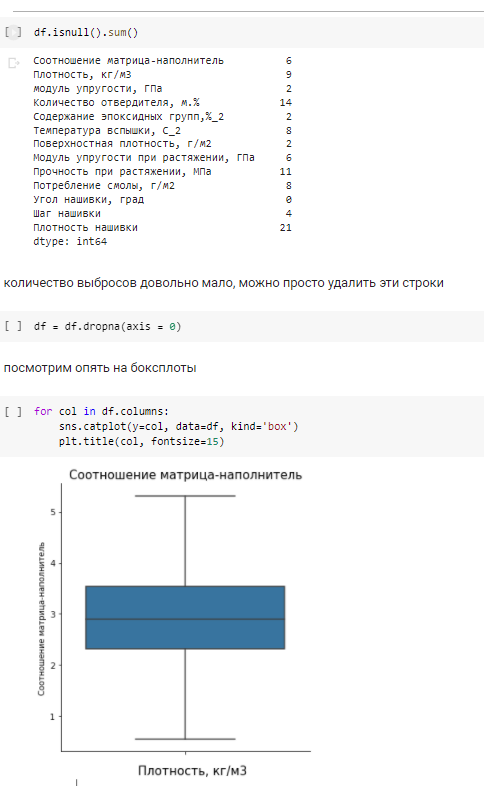 [ ] df.isnull().sum()
Соотношение матрица-наполнитель 6
Плотность, кг/м3 9
модуль упругости, ГПа 2
Количество отвердителя, м.% 14
Содержание эпоксидных групп,%_2 2
Температура вспышки, С_2 8
Поверхностная плотность, г/м2 2
Модуль упругости при растяжении, ГПа 6
Прочность при растяжении, МПа 11
Потребление смолы, г/м2 8
Угол нашивки, град 0
Шаг нашивки 4
Плотность нашивки 21
dtype: int64
количество выбросов довольно мало, можно просто удалить эти строки
[ ] df = df.dropna(axis = 0)
посмотрим опять на боксплоты
[ ] for col in df.columns:
sns.catplot(y=col, data=df, kind='box')
plt.title(col, fontsize=15)
Соотношение матрица-наполнитель
Соотношение матрица-наполнитель
5
4
3
2
1
Плотность, кг/м3